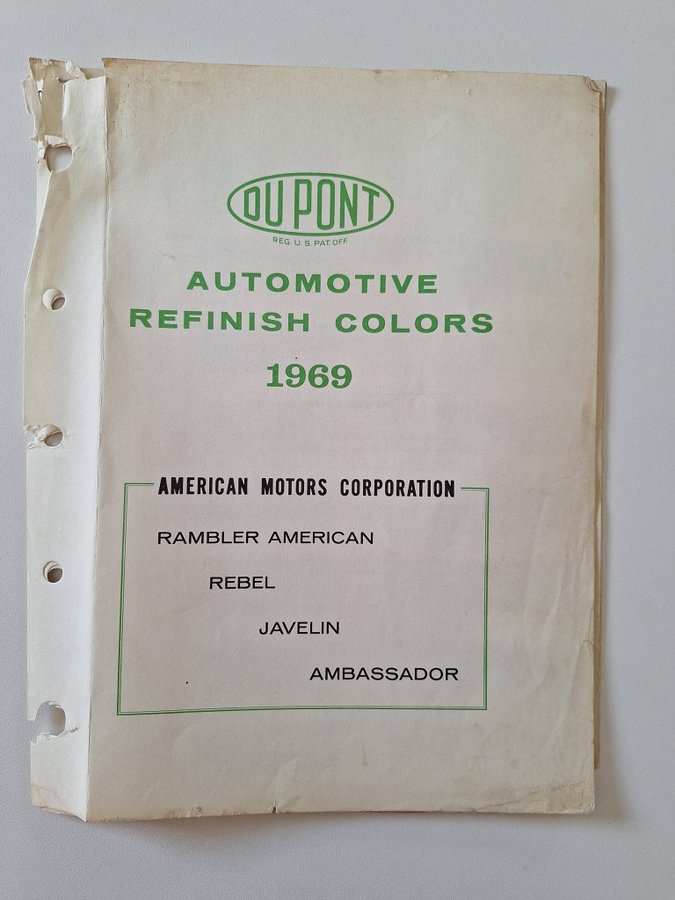 DU PONT
REG. U. S. PAT. OFF.
AUTOMOTIVE
REFINISH COLORS
1969
AMERICAN MOTORS CORPORATION
RAMBLER AMERICAN
REBEL
JAVELIN
AMBASSADOR